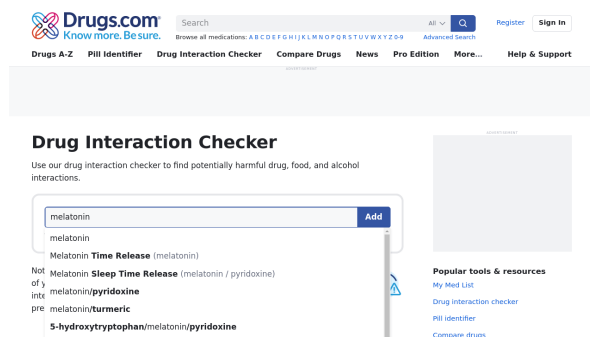 Drugs.com
Know more. Be sure.
Search
All
Register
Sign In
Browse all medications: A B C D E F G H I J K L M N O P Q R S T U V W X Y Z 0-9
Advanced Search
Drugs A-Z Pill Identifier Drug Interaction Checker Compare Drugs News Pro Edition More... Help & Support
ADVERTISEMENT
Drug Interaction Checker
Use our drug interaction checker to find potentially harmful drug, food, and alcohol
interactions.
melatonin
Add
melatonin
Melatonin Time Release (melatonin)
Melatonin Sleep Time Release (melatonin / pyridoxine)
melatonin/pyridoxine
melatonin/turmeric
5-hydroxytryptophan/melatonin/pyridoxine
Not
of y
inte
pre
ADVERTISEMENT
Popular tools & resources
My Med List
Drug interaction checker
Pill identifier
Compare drugs